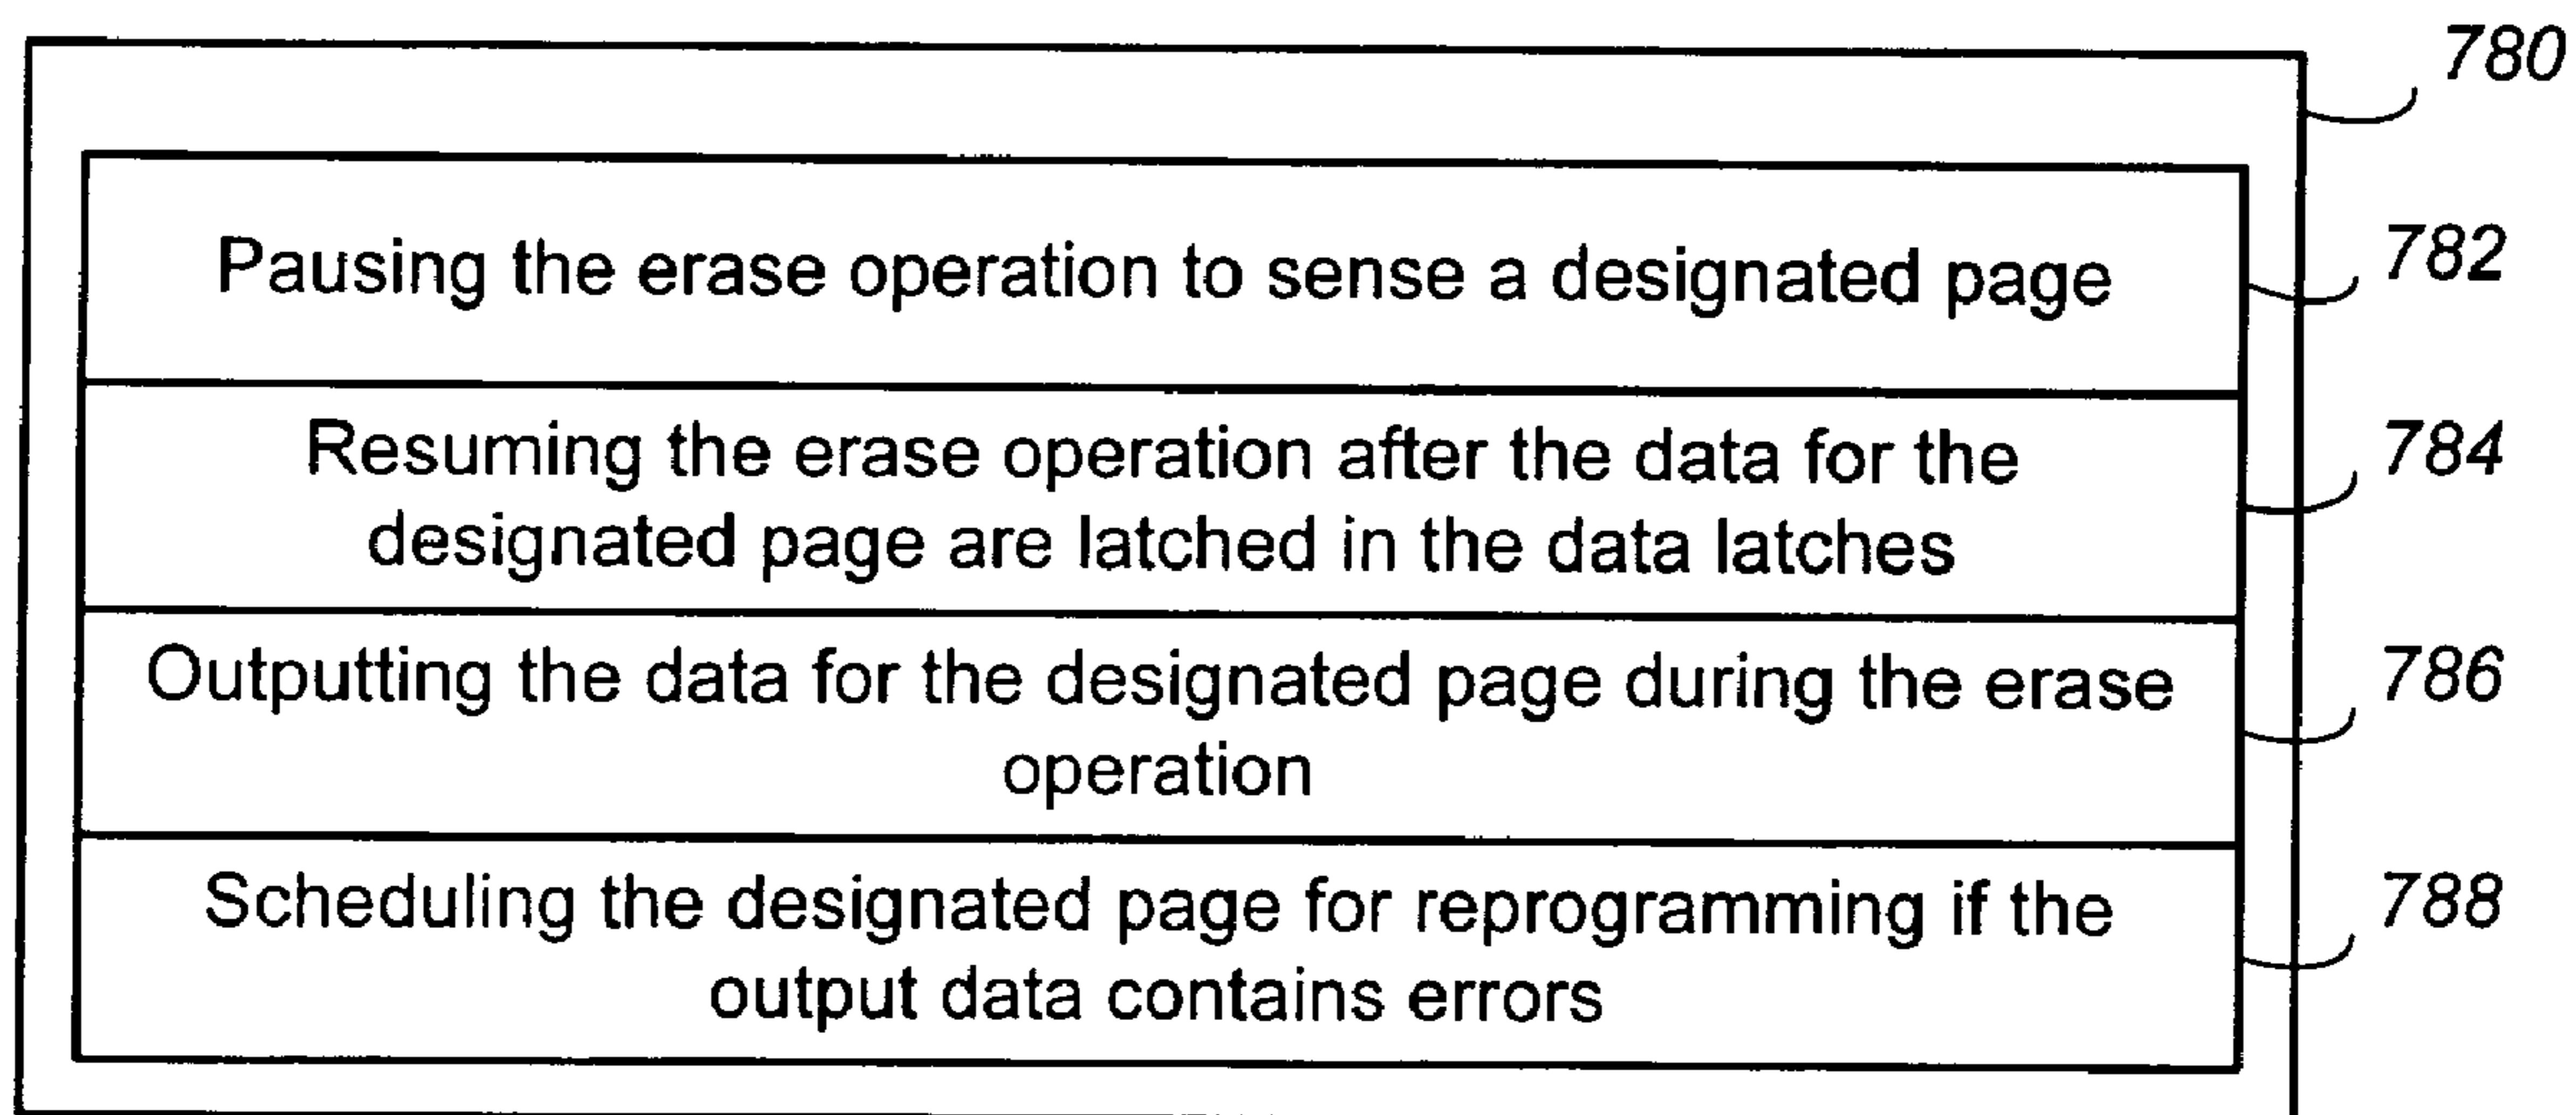 780
Pausing the erase operation to sense a designated page
782
Resuming the erase operation after the data for the
designated page are latched in the data latches
784
Outputting the data for the designated page during the erase
operation
786
Scheduling the designated page for reprogramming if the
output data contains errors
788